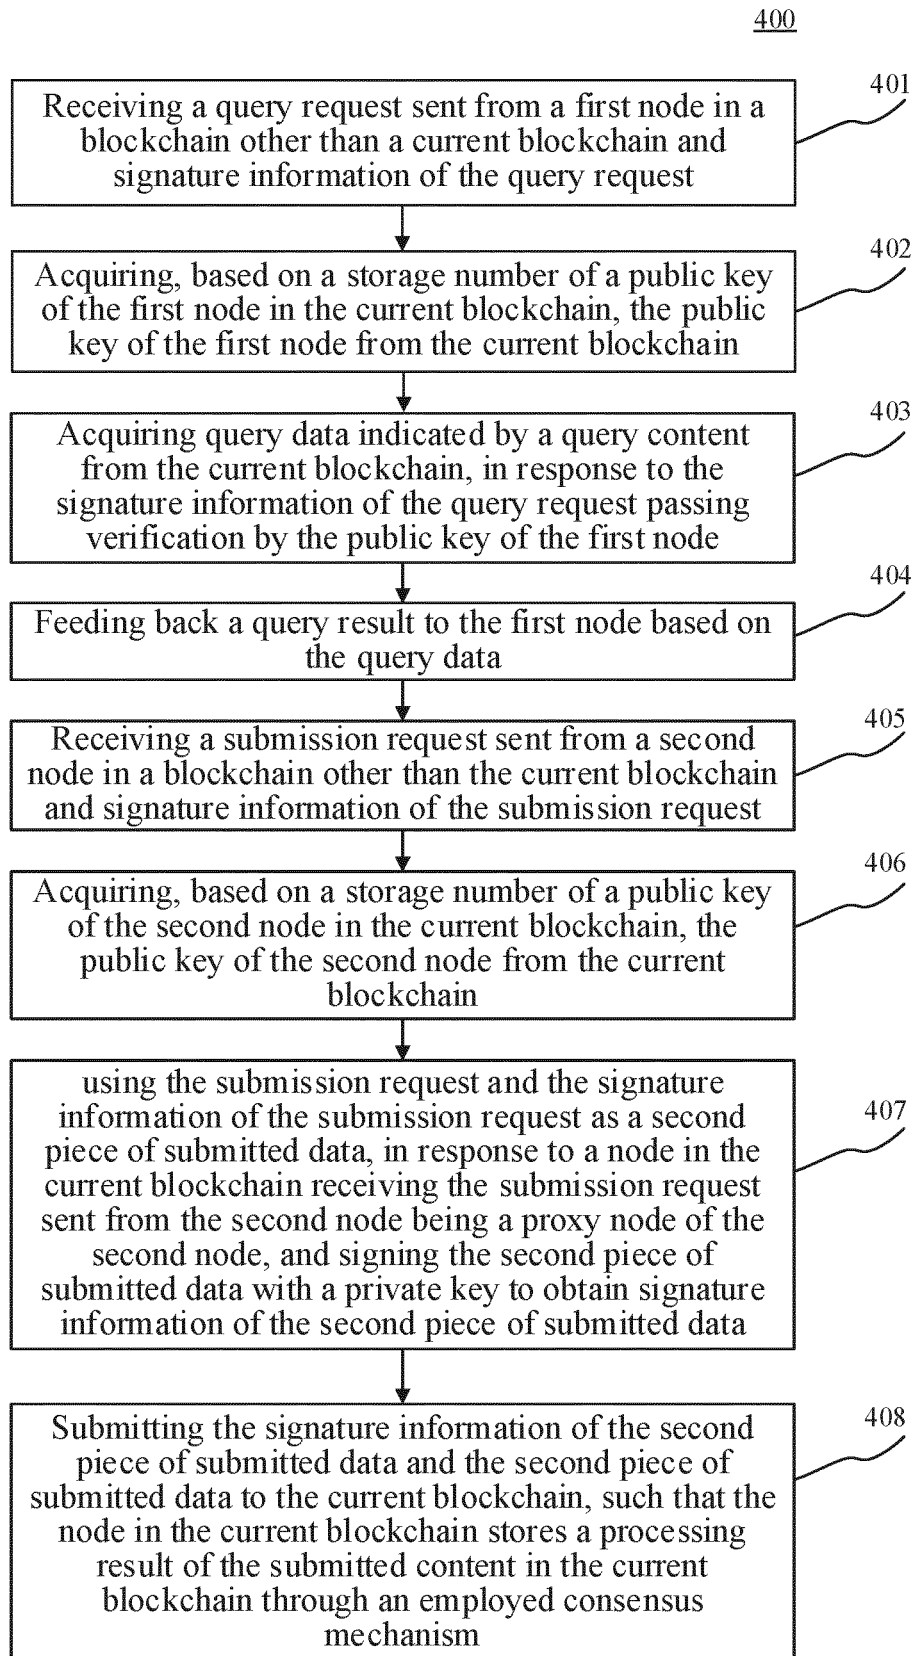 400
401
Receiving a query request sent from a first node in a
blockchain other than a current blockchain and
signature information of the query request
402
Acquiring, based on a storage number of a public key
of the first node in the current blockchain, the public
key of the first node from the current blockchain
403
Acquiring query data indicated by a query content
from the current blockchain, in response to the
signature information of the query request passing
verification by the public key of the first node
404
Feeding back a query result to the first node based on
the query data
405
Receiving a submission request sent from a second
node in a blockchain other than the current blockchain
and signature information of the submission request
406
Acquiring, based on a storage number of a public key
of the second node in the current blockchain, the
public key of the second node from the current
blockchain
407
using the submission request and the signature
information of the submission request as a second
piece of submitted data, in response to a node in the
current blockchain receiving the submission request
sent from the second node being a proxy node of the
second node, and signing the second piece of
submitted data with a private key to obtain signature
information of the second piece of submitted data
408
Submitting the signature information of the second
piece of submitted data and the second piece of
submitted data to the current blockchain, such that the
node in the current blockchain stores a processing
result of the submitted content in the current
blockchain through an employed consensus
mechanism